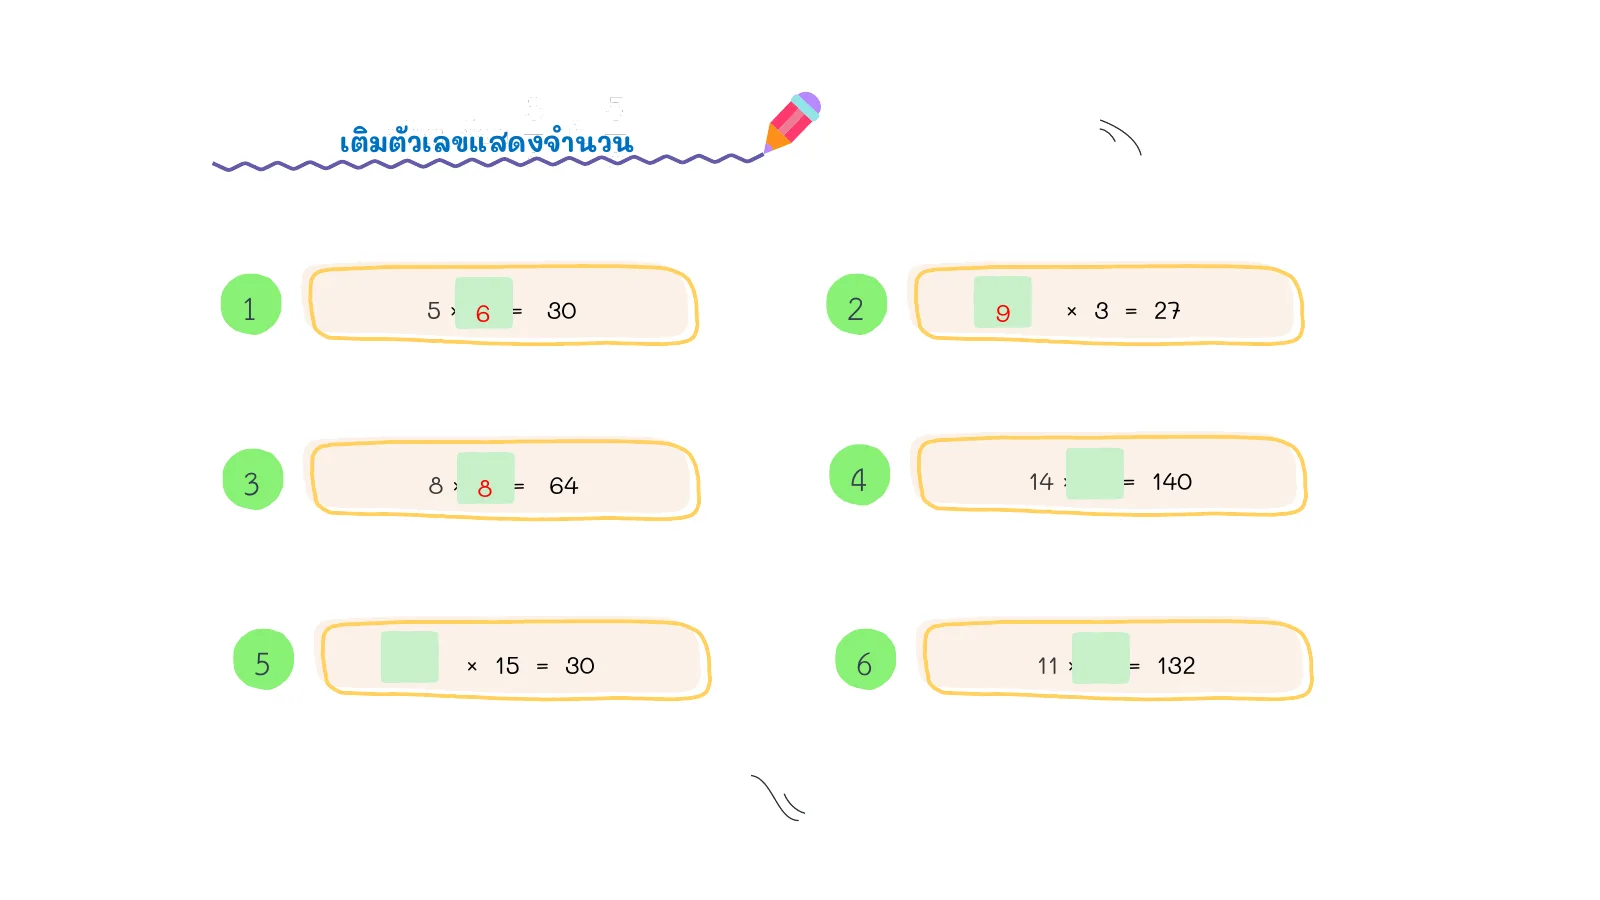 เติมตัวเลขแสดงจำนวน
1 5 × 6 = 30
2 9 × 3 = 27
3 8 × 8 = 64
4 14 × = 140
5 × 15 = 30
6 11 × = 132